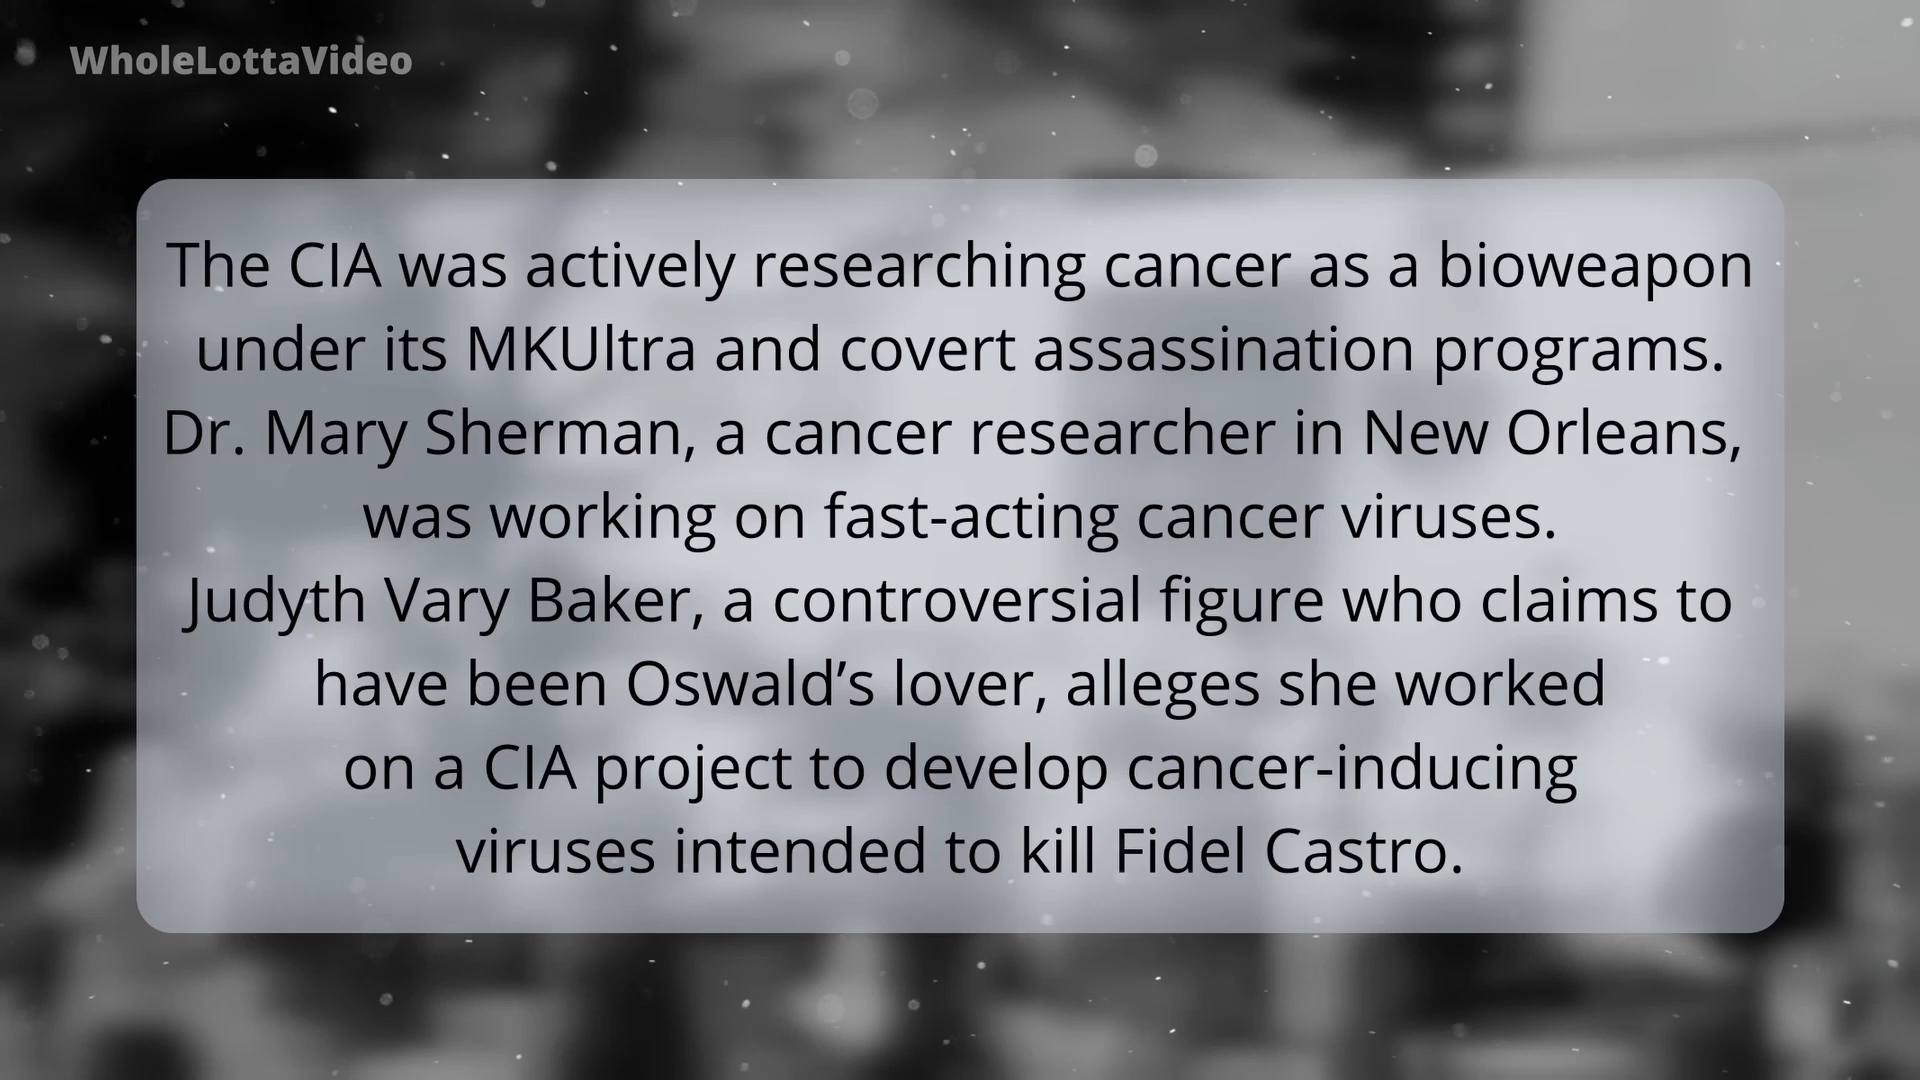 WholeLottaVideo
The CIA was actively researching cancer as a bioweapon
under its MKUltra and covert assassination programs.
Dr. Mary Sherman, a cancer researcher in New Orleans,
was working on fast-acting cancer viruses.
Judyth Vary Baker, a controversial figure who claims to
have been Oswald’s lover, alleges she worked
on a CIA project to develop cancer-inducing
viruses intended to kill Fidel Castro.